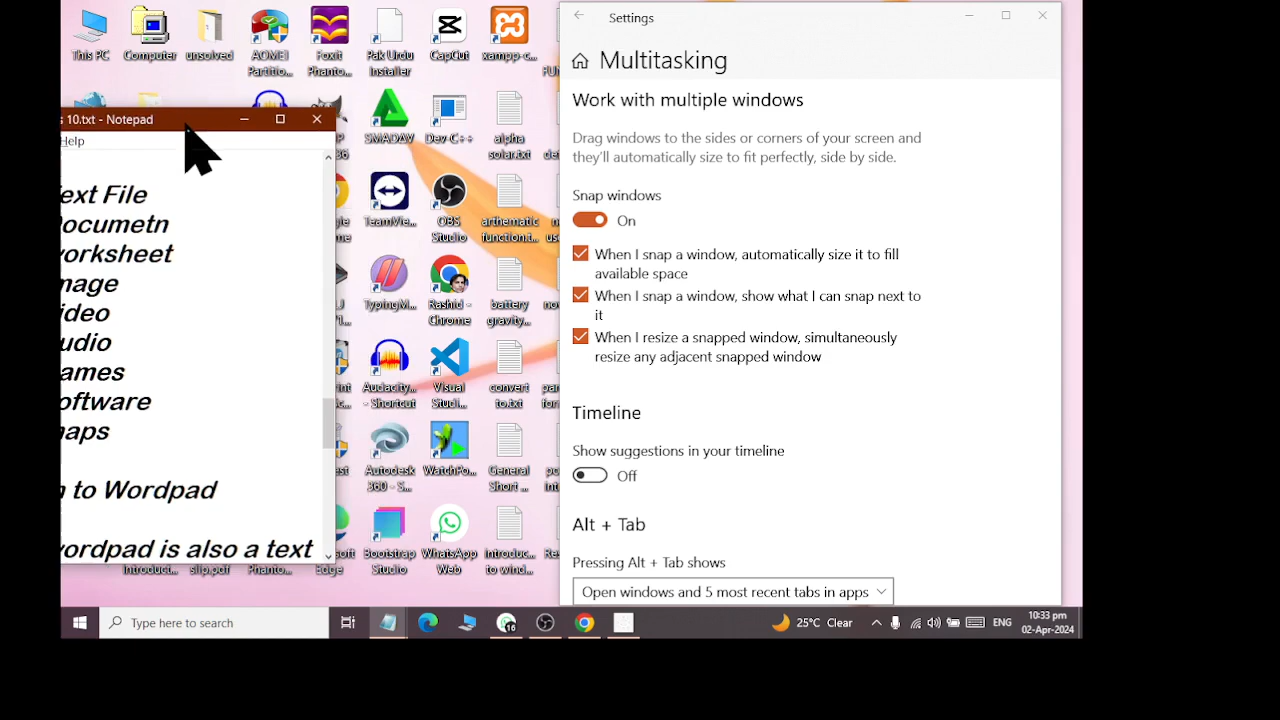 This PC
Computer
unsolved
AOMEI
Partitio...
Foxit
Phanto...
Pak Urdu
Installer
CapCut
xampp-c...
10.txt - Notepad
Help
ext File
ocumetn
worksheet
mage
ideo
udio
ames
oftware
naps
n to Wordpad
wordpad is also a text
SMADAV
Dev-C++
alpha
solar.txt
TeamVie...
OBS
Studio
arthematic
function.t...
TypingM...
Rashid -
Chrome
battery
gravity...
Audacity...
- Shortcut
Visual
Studi...
convert
to.txt
Autodesk
360 - S...
WatchPo...
General
Short ...
Introduct...
slip.pdf
Phanto...
Edge
Bootstrap
Studio
WhatsApp
Web
Introduc...
to wind...
Settings
Multitasking
Work with multiple windows
Drag windows to the sides or corners of your screen and
they'll automatically size to fit perfectly, side by side.
Snap windows
On
When I snap a window, automatically size it to fill
available space
When I snap a window, show what I can snap next to
it
When I resize a snapped window, simultaneously
resize any adjacent snapped window
Timeline
Show suggestions in your timeline
Off
Alt + Tab
Pressing Alt + Tab shows
Open windows and 5 most recent tabs in apps
Type here to search
16
25°C Clear
ENG
10:33 pm
02-Apr-2024